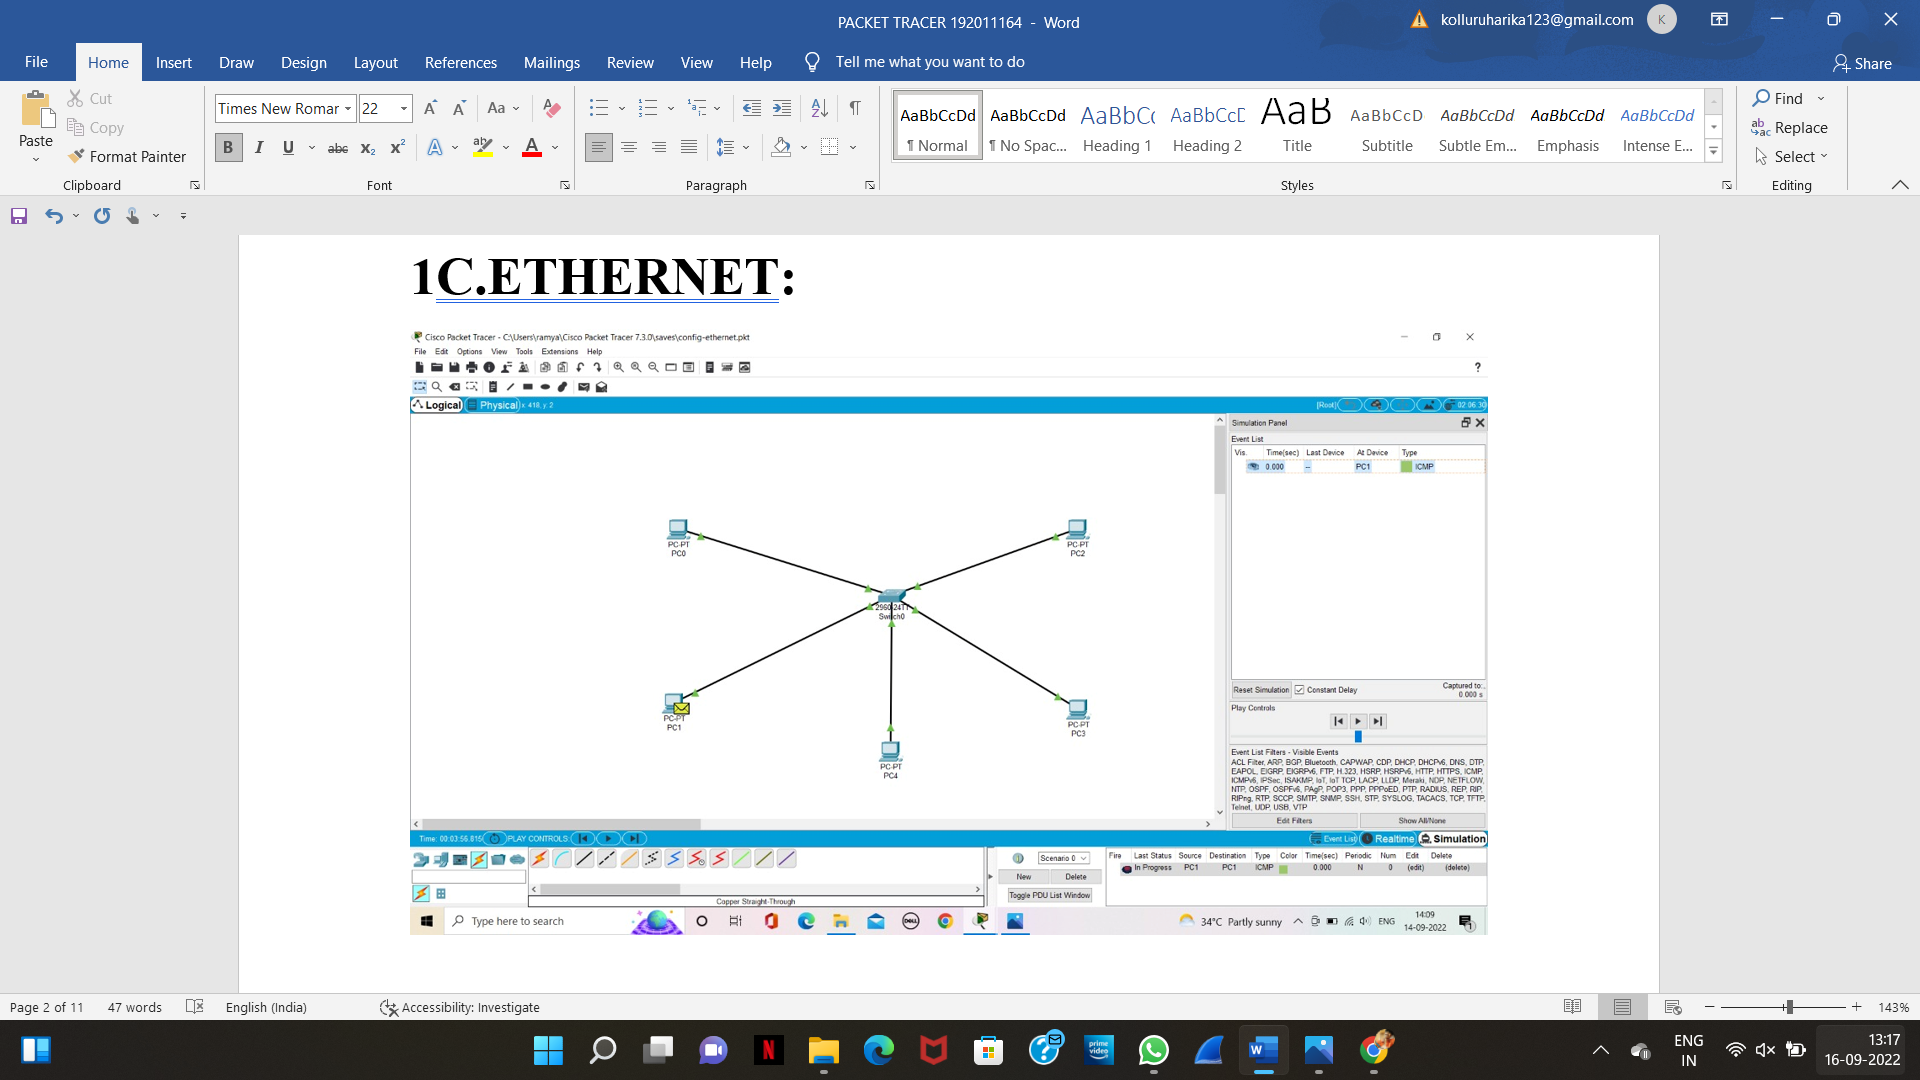 PACKET TRACER 192011164 - Word
kolluruharika123@gmail.com
K
File Home Insert Draw Design Layout References Mailings Review View Help Tell me what you want to do
Share
Paste
Cut
Copy
Format Painter
Clipboard
Times New Romar 22
Font
Paragraph
AaBbCcDd AaBbCcDd AaBbCc AaBbCcD AaB AaBbCcD AaBbCcDd AaBbCcDd AaBbCcDd
¶ Normal ¶ No Spac... Heading 1 Heading 2 Title Subtitle Subtle Em... Emphasis Intense E...
Styles
Find
Replace
Select
Editing
1C.ETHERNET:
Cisco Packet Tracer - C:\Users\ramya\Cisco Packet Tracer 7.3.0\saves\config-ethernet.pkt
File Edit Options View Tools Extensions Help
Logical Physical x: 418, y: 2
[Root] 02:06:30
Simulation Panel
Event List
Vis. Time(sec) Last Device At Device Type
0.000 -- PC1 ICMP
PC-PT
PC0
PC-PT
PC2
2960-24TT
Switch0
PC-PT
PC1
PC-PT
PC3
PC-PT
PC4
Reset Simulation Constant Delay Captured to:
0.000 s
Play Controls
Event List Filters - Visible Events
ACL Filter, ARP, BGP, Bluetooth, CAPWAP, CDP, DHCP, DHCPv6, DNS, DTP,
EAPOL, EIGRP, EIGRPv6, FTP, H.323, HSRP, HSRPv6, HTTP, HTTPS, ICMP,
ICMPv6, IPSec, ISAKMP, IoT, IoT TCP, LACP, LLDP, Meraki, NDP, NETFLOW,
NTP, OSPF, OSPFv6, PAgP, POP3, PPP, PPPoED, PTP, RADIUS, REP, RIP,
RIPng, RTP, SCCP, SMTP, SNMP, SSH, STP, SYSLOG, TACACS, TCP, TFTP,
Telnet, UDP, USB, VTP
Edit Filters Show All/None
Time: 00:03:56.815 PLAY CONTROLS:
Event List Realtime Simulation
Scenario 0
New Delete
Toggle PDU List Window
Fire Last Status Source Destination Type Color Time(sec) Periodic Num Edit Delete
In Progress PC1 PC1 ICMP 0.000 N 0 (edit) (delete)
Copper Straight-Through
Type here to search
34°C Partly sunny ENG 14:09
14-09-2022
Page 2 of 11 47 words English (India) Accessibility: Investigate
143%
ENG
IN
13:17
16-09-2022